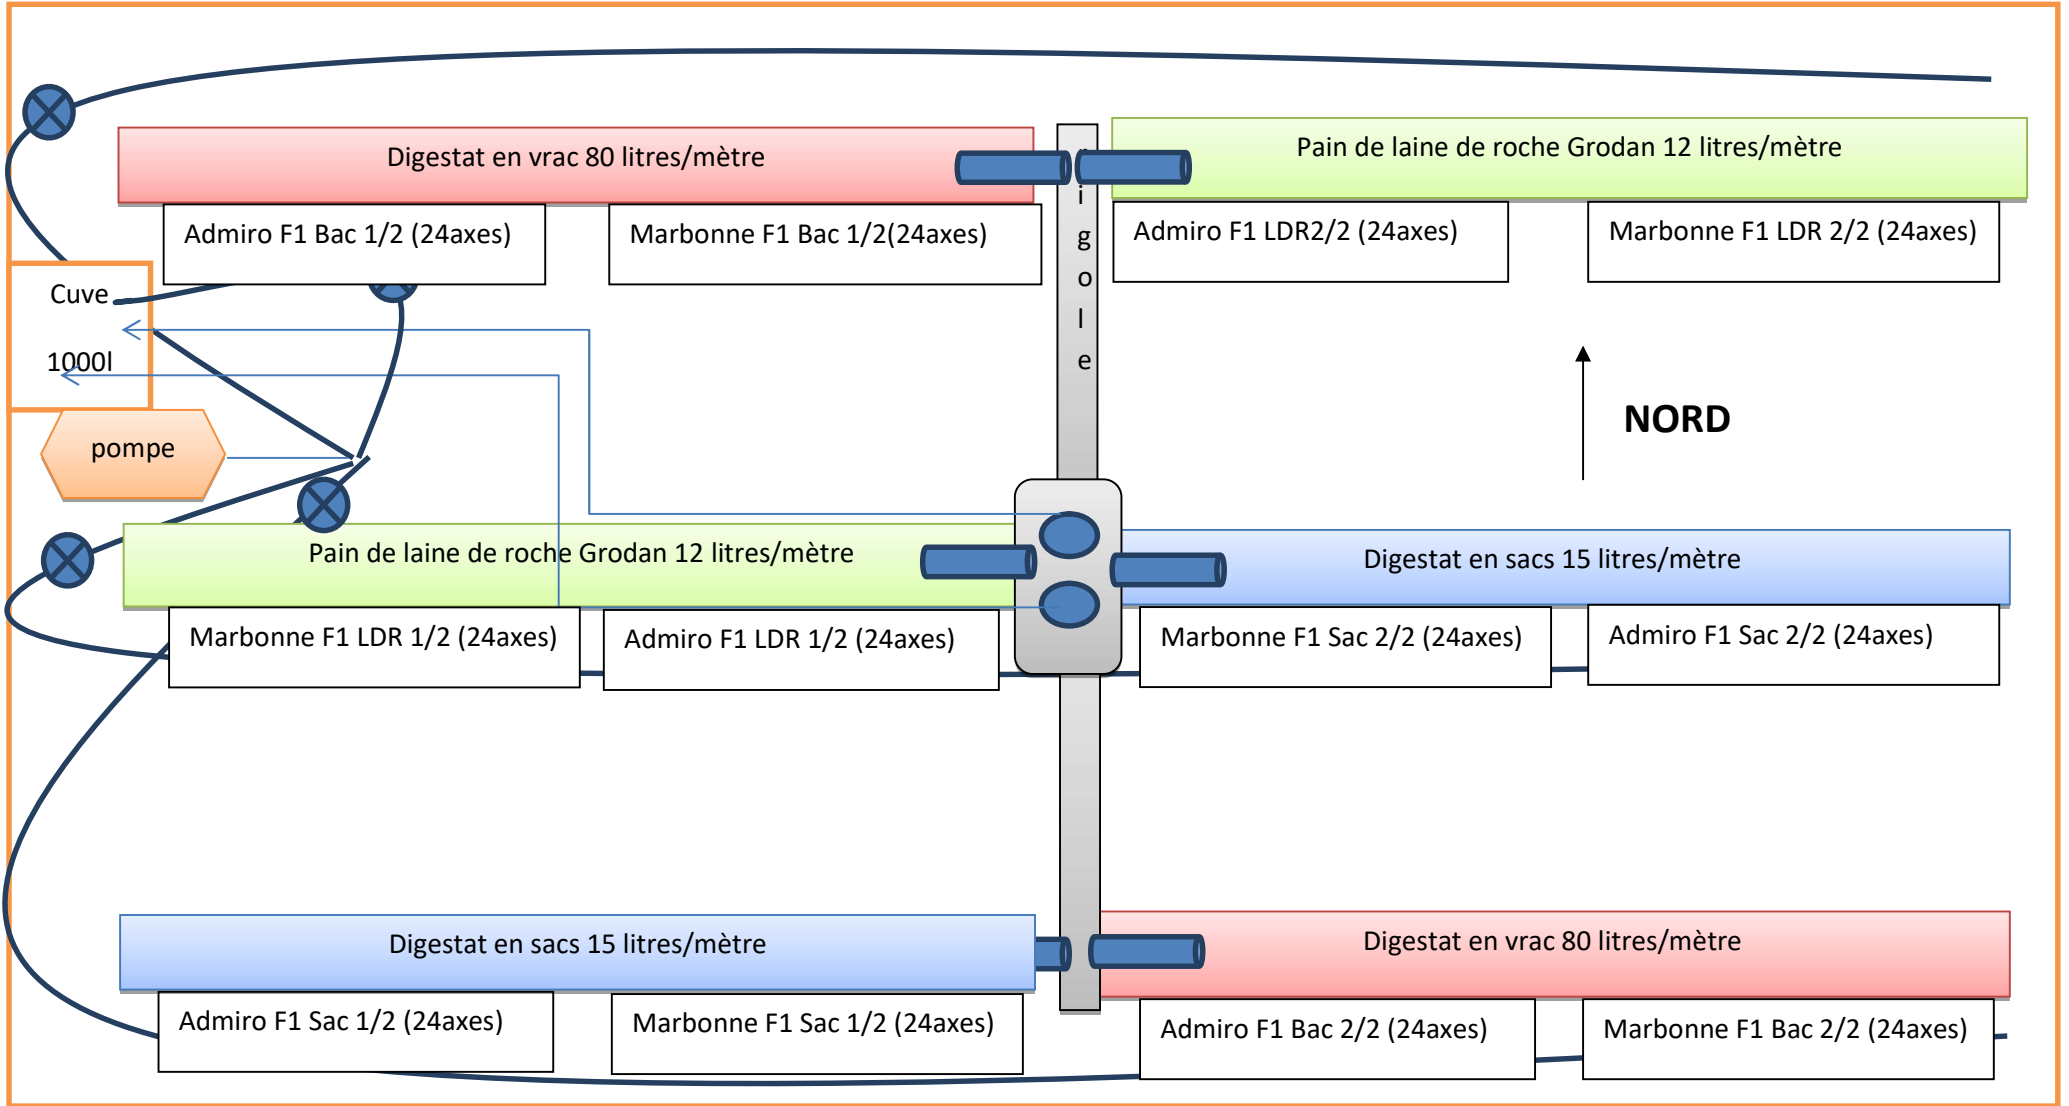 Digestat en vrac 80 litres/mètre
Pain de laine de roche Grodan 12 litres/mètre
Admiro F1 Bac 1/2 (24axes)
Marbonne F1 Bac 1/2(24axes)
Admiro F1 LDR2/2 (24axes)
Marbonne F1 LDR 2/2 (24axes)
i
g
o
l
e
Cuve
1000l
pompe
NORD
Pain de laine de roche Grodan 12 litres/mètre
Digestat en sacs 15 litres/mètre
Marbonne F1 LDR 1/2 (24axes)
Admiro F1 LDR 1/2 (24axes)
Marbonne F1 Sac 2/2 (24axes)
Admiro F1 Sac 2/2 (24axes)
Digestat en sacs 15 litres/mètre
Digestat en vrac 80 litres/mètre
Admiro F1 Sac 1/2 (24axes)
Marbonne F1 Sac 1/2 (24axes)
Admiro F1 Bac 2/2 (24axes)
Marbonne F1 Bac 2/2 (24axes)